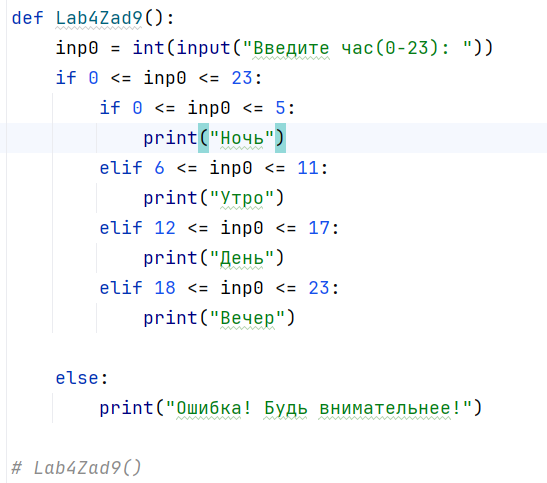 def Lab4Zad9():
    inp0 = int(input("Введите час(0-23): "))
    if 0 <= inp0 <= 23:
        if 0 <= inp0 <= 5:
            print("Ночь")
        elif 6 <= inp0 <= 11:
            print("Утро")
        elif 12 <= inp0 <= 17:
            print("День")
        elif 18 <= inp0 <= 23:
            print("Вечер")
    else:
        print("Ошибка! Будь внимательнее!")
# Lab4Zad9()